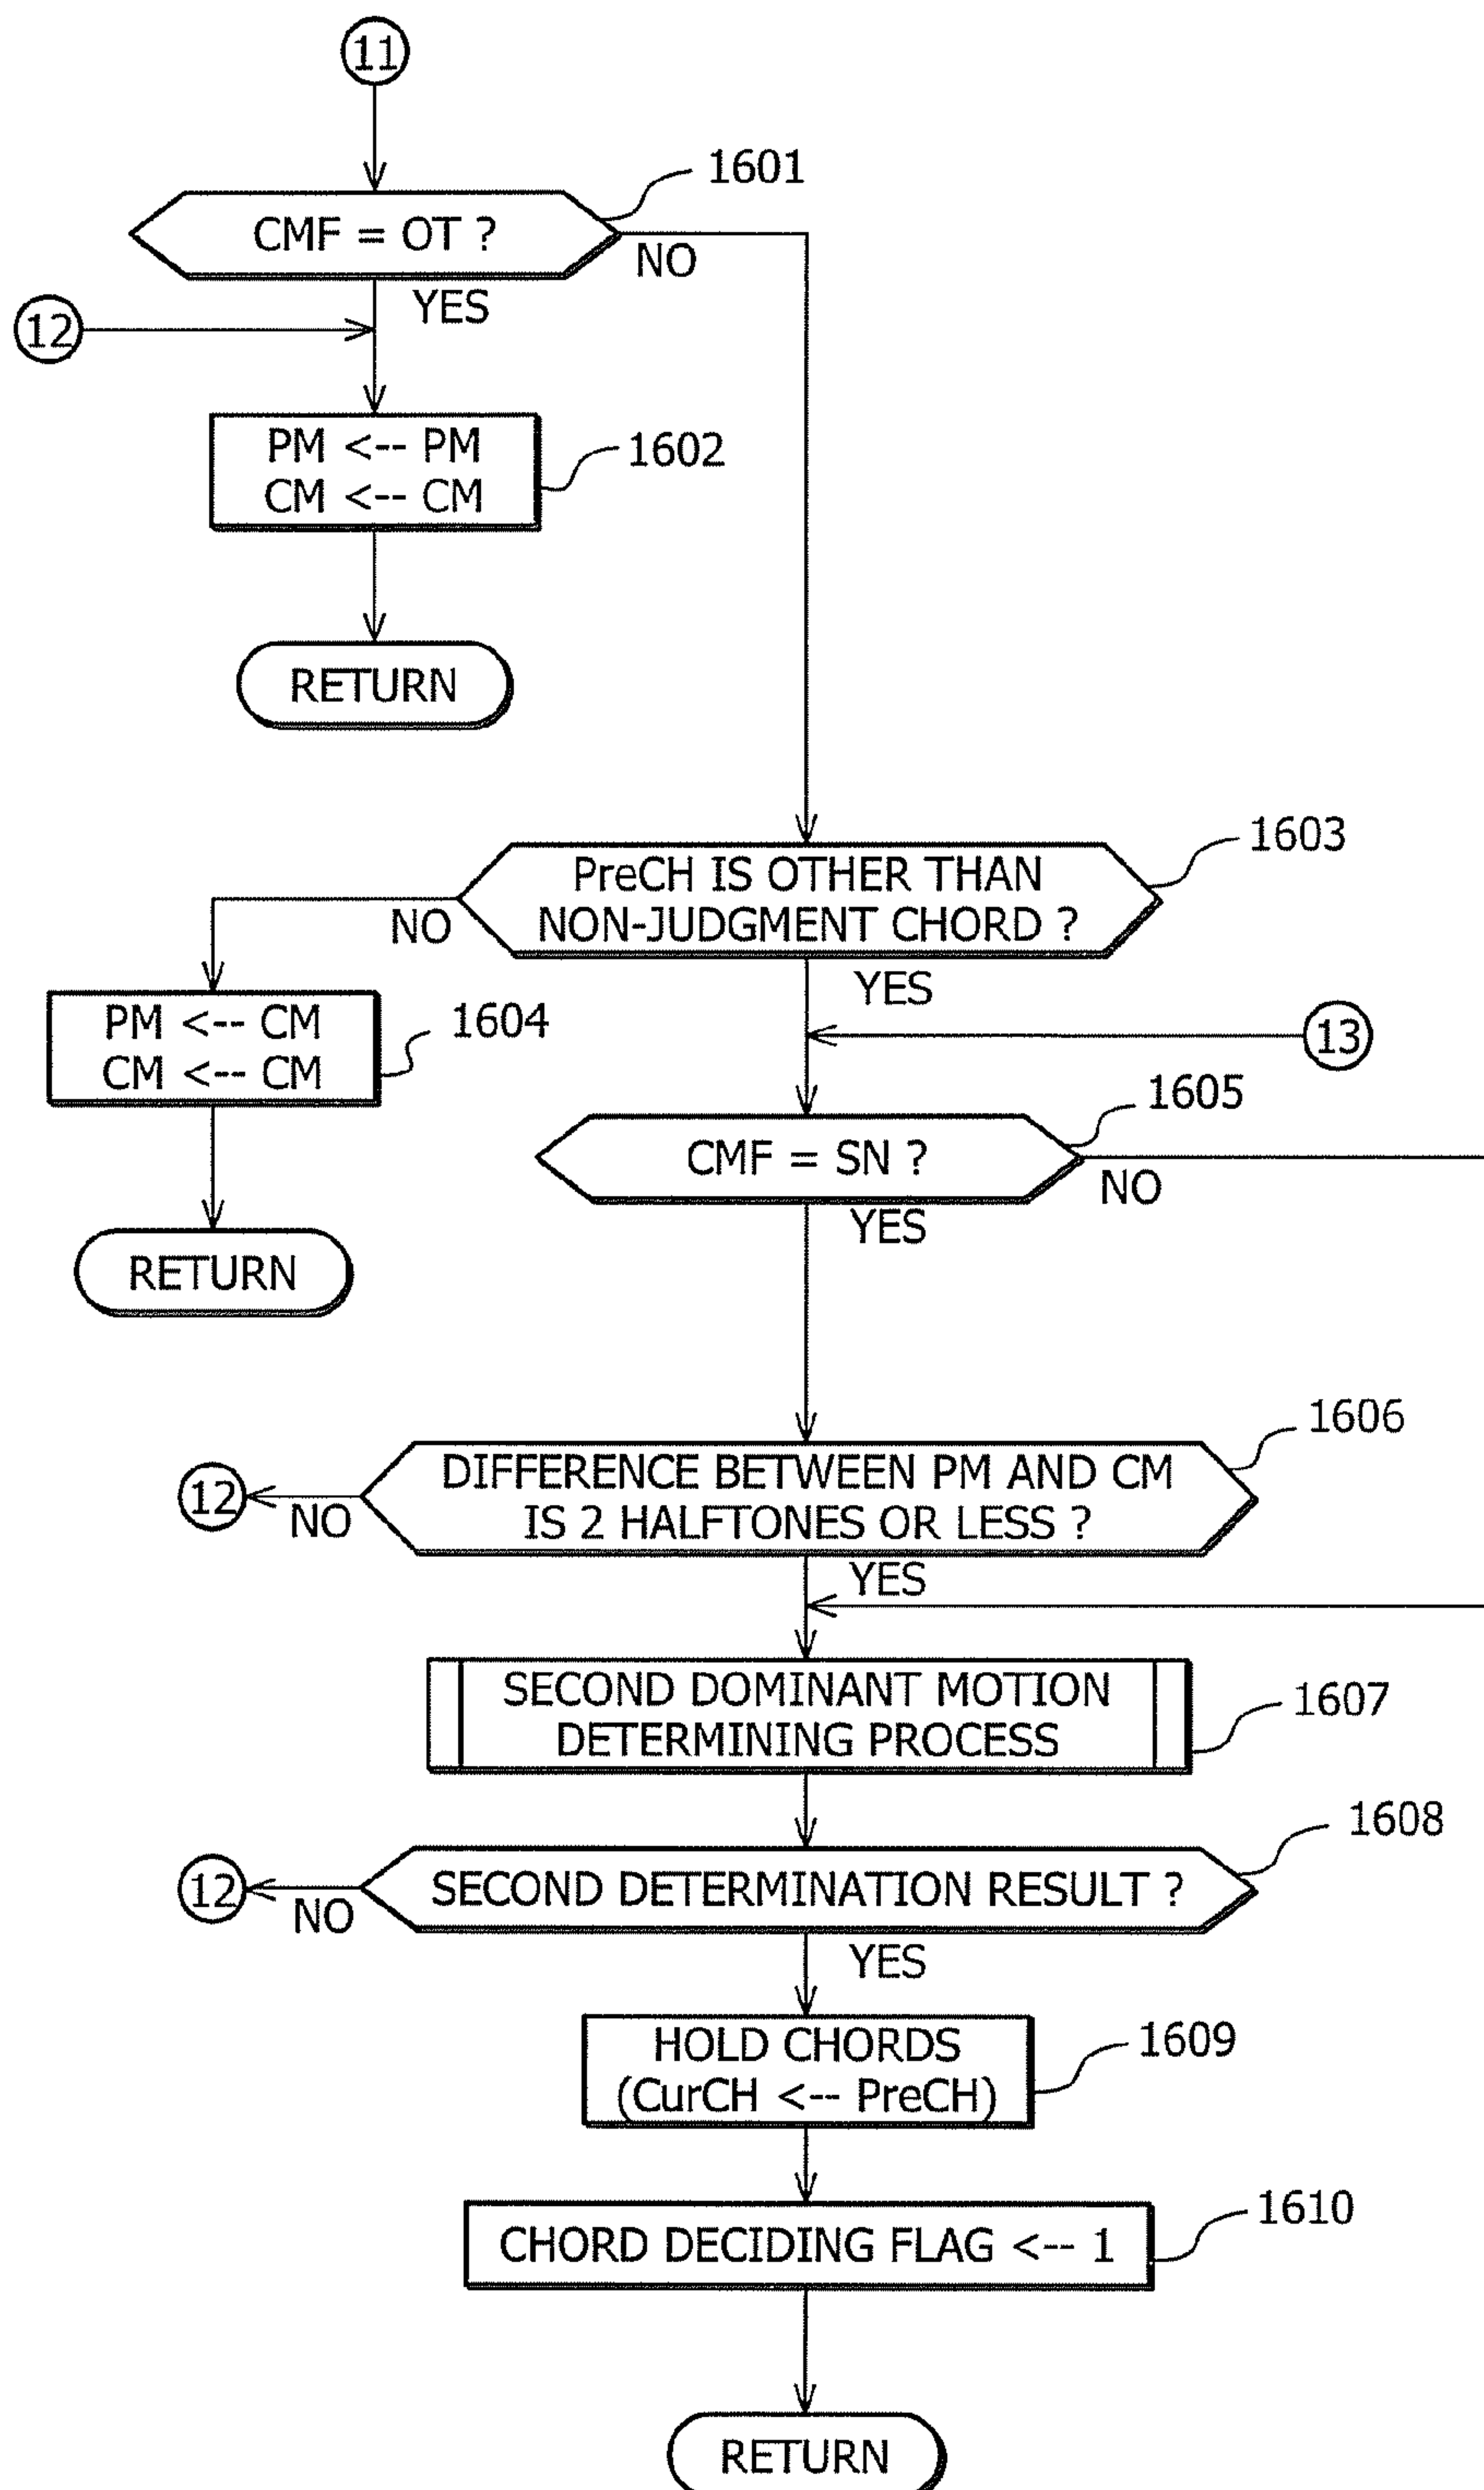 11
1601
CMF = OT ?
NO
YES
12
PM <-- PM
CM <-- CM
1602
RETURN
1603
PreCH IS OTHER THAN
NON-JUDGMENT CHORD ?
NO
YES
PM <-- CM
CM <-- CM
1604
13
1605
CMF = SN ?
NO
YES
RETURN
1606
DIFFERENCE BETWEEN PM AND CM
IS 2 HALFTONES OR LESS ?
12
NO
YES
SECOND DOMINANT MOTION
DETERMINING PROCESS
1607
1608
SECOND DETERMINATION RESULT ?
12
NO
YES
HOLD CHORDS
(CurCH <-- PreCH)
1609
1610
CHORD DECIDING FLAG <-- 1
RETURN